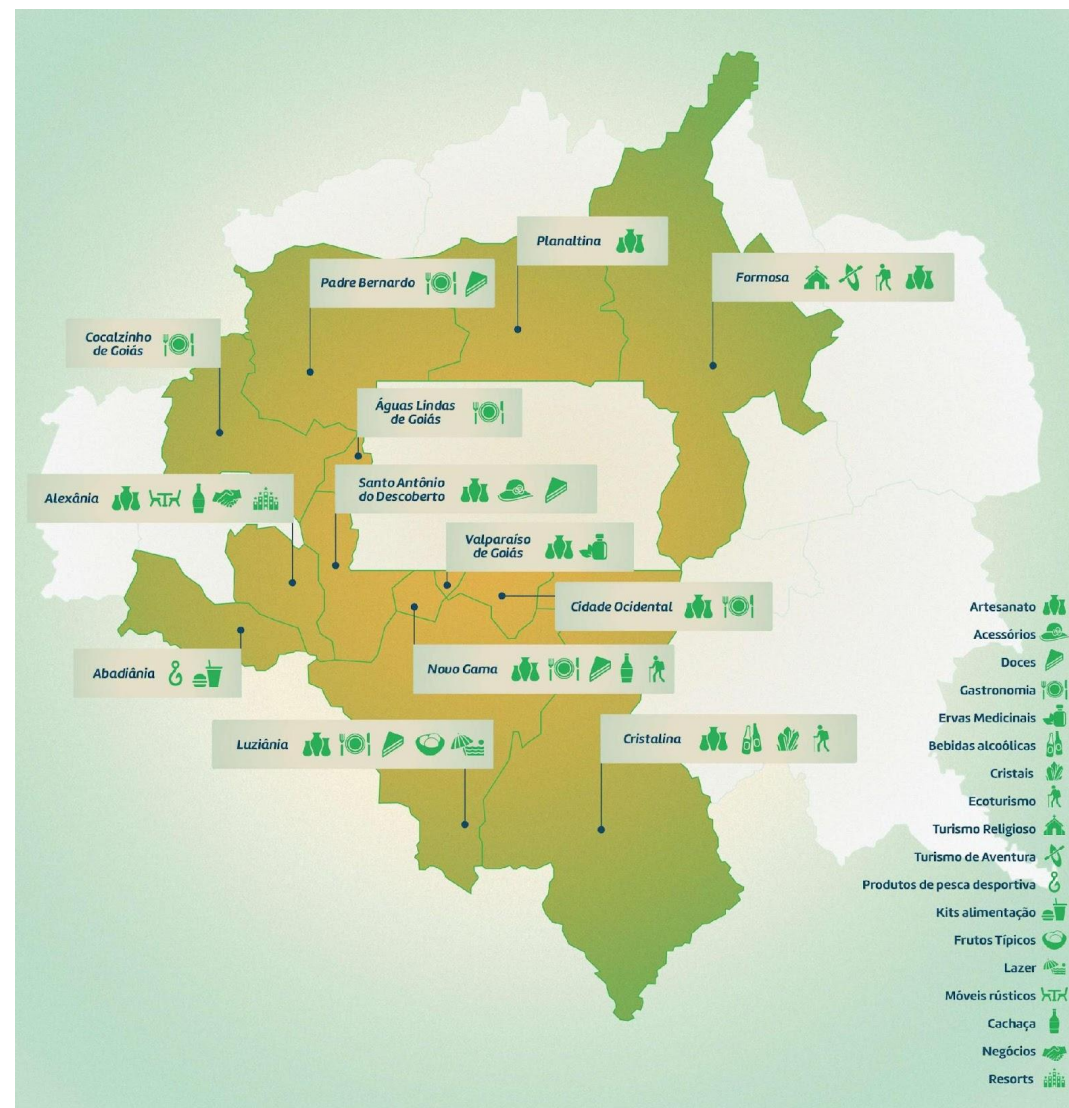 Planaltina
Padre Bernardo
Formosa
Cocalzinho
de Goiás
Águas Lindas
de Goiás
Alexânia
Santo Antônio
do Descoberto
Valparaíso
de Goiás
Cidade Ocidental
Abadiânia
Novo Gama
Luziânia
Cristalina
Artesanato
Acessórios
Doces
Gastronomia
Ervas Medicinais
Bebidas alcoólicas
Cristais
Ecoturismo
Turismo Religioso
Turismo de Aventura
Produtos de pesca desportiva
Kits alimentação
Frutos Típicos
Lazer
Móveis rústicos
Cachaça
Negócios
Resorts